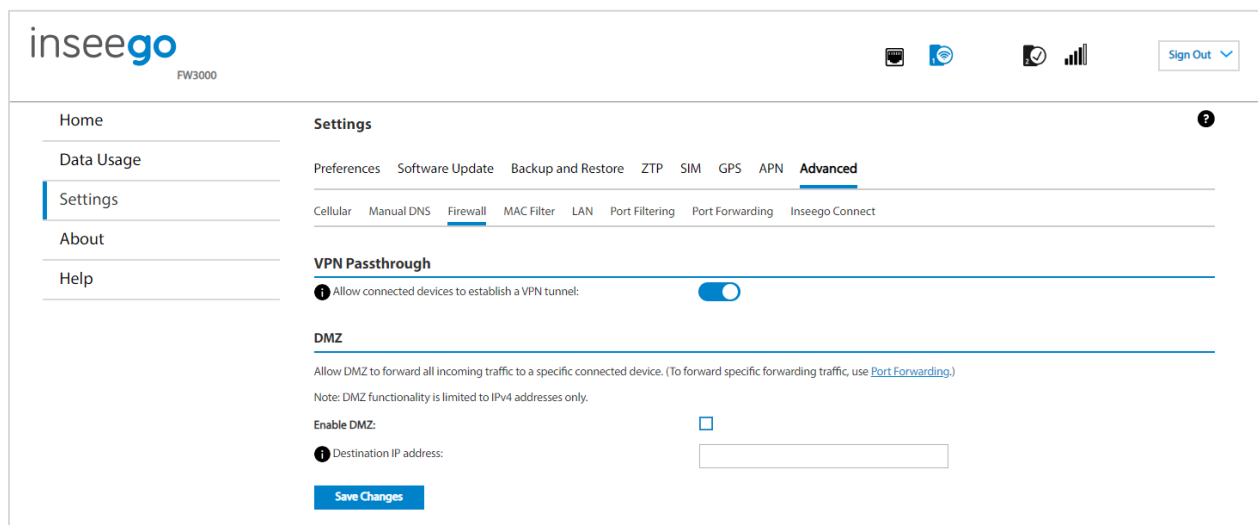 inseego
FW3000
1
2
Sign Out
Home
Data Usage
Settings
About
Help
Settings
?
Preferences Software Update Backup and Restore ZTP SIM GPS APN Advanced
Cellular Manual DNS Firewall MAC Filter LAN Port Filtering Port Forwarding Inseego Connect
VPN Passthrough
i Allow connected devices to establish a VPN tunnel:
DMZ
Allow DMZ to forward all incoming traffic to a specific connected device. (To forward specific forwarding traffic, use Port Forwarding.)
Note: DMZ functionality is limited to IPv4 addresses only.
Enable DMZ:
i Destination IP address:
Save Changes